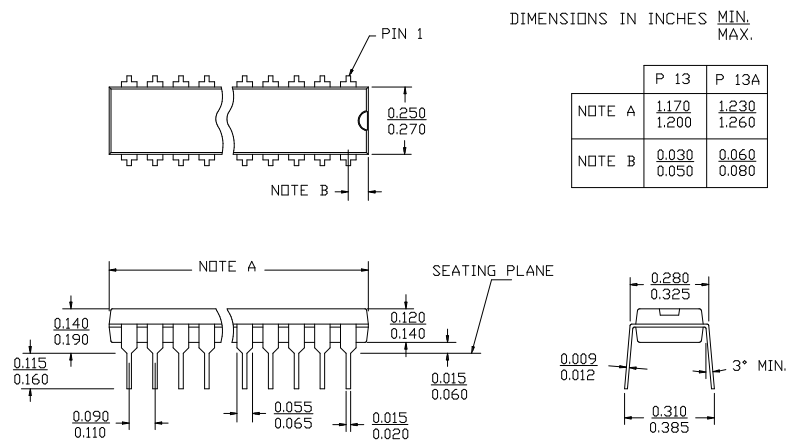 DIMENSIONS IN INCHES MIN.
MAX.
PIN 1
P 13 P 13A
NOTE A 1.170 1.230
1.200 1.260
NOTE B 0.030 0.060
0.050 0.080
0.250
0.270
NOTE B
NOTE A
SEATING PLANE
0.280
0.325
0.140
0.190
0.120
0.140
0.115
0.160
0.015
0.060
0.009
0.012
3° MIN.
0.090
0.110
0.055
0.065
0.015
0.020
0.310
0.385